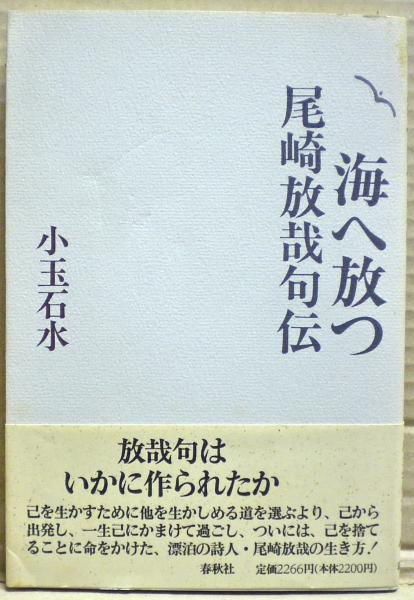 海へ放つ
尾崎放哉句伝
小玉石水
放哉句は
いかに作られたか
己を生かすために他を生かしめる道を選ぶより、己から
出発し、一生己にかまけて過ごし、ついには、己を捨て
ることに命をかけた、漂泊の詩人・尾崎放哉の生き方!
春秋社 定価2266円(本体2200円)